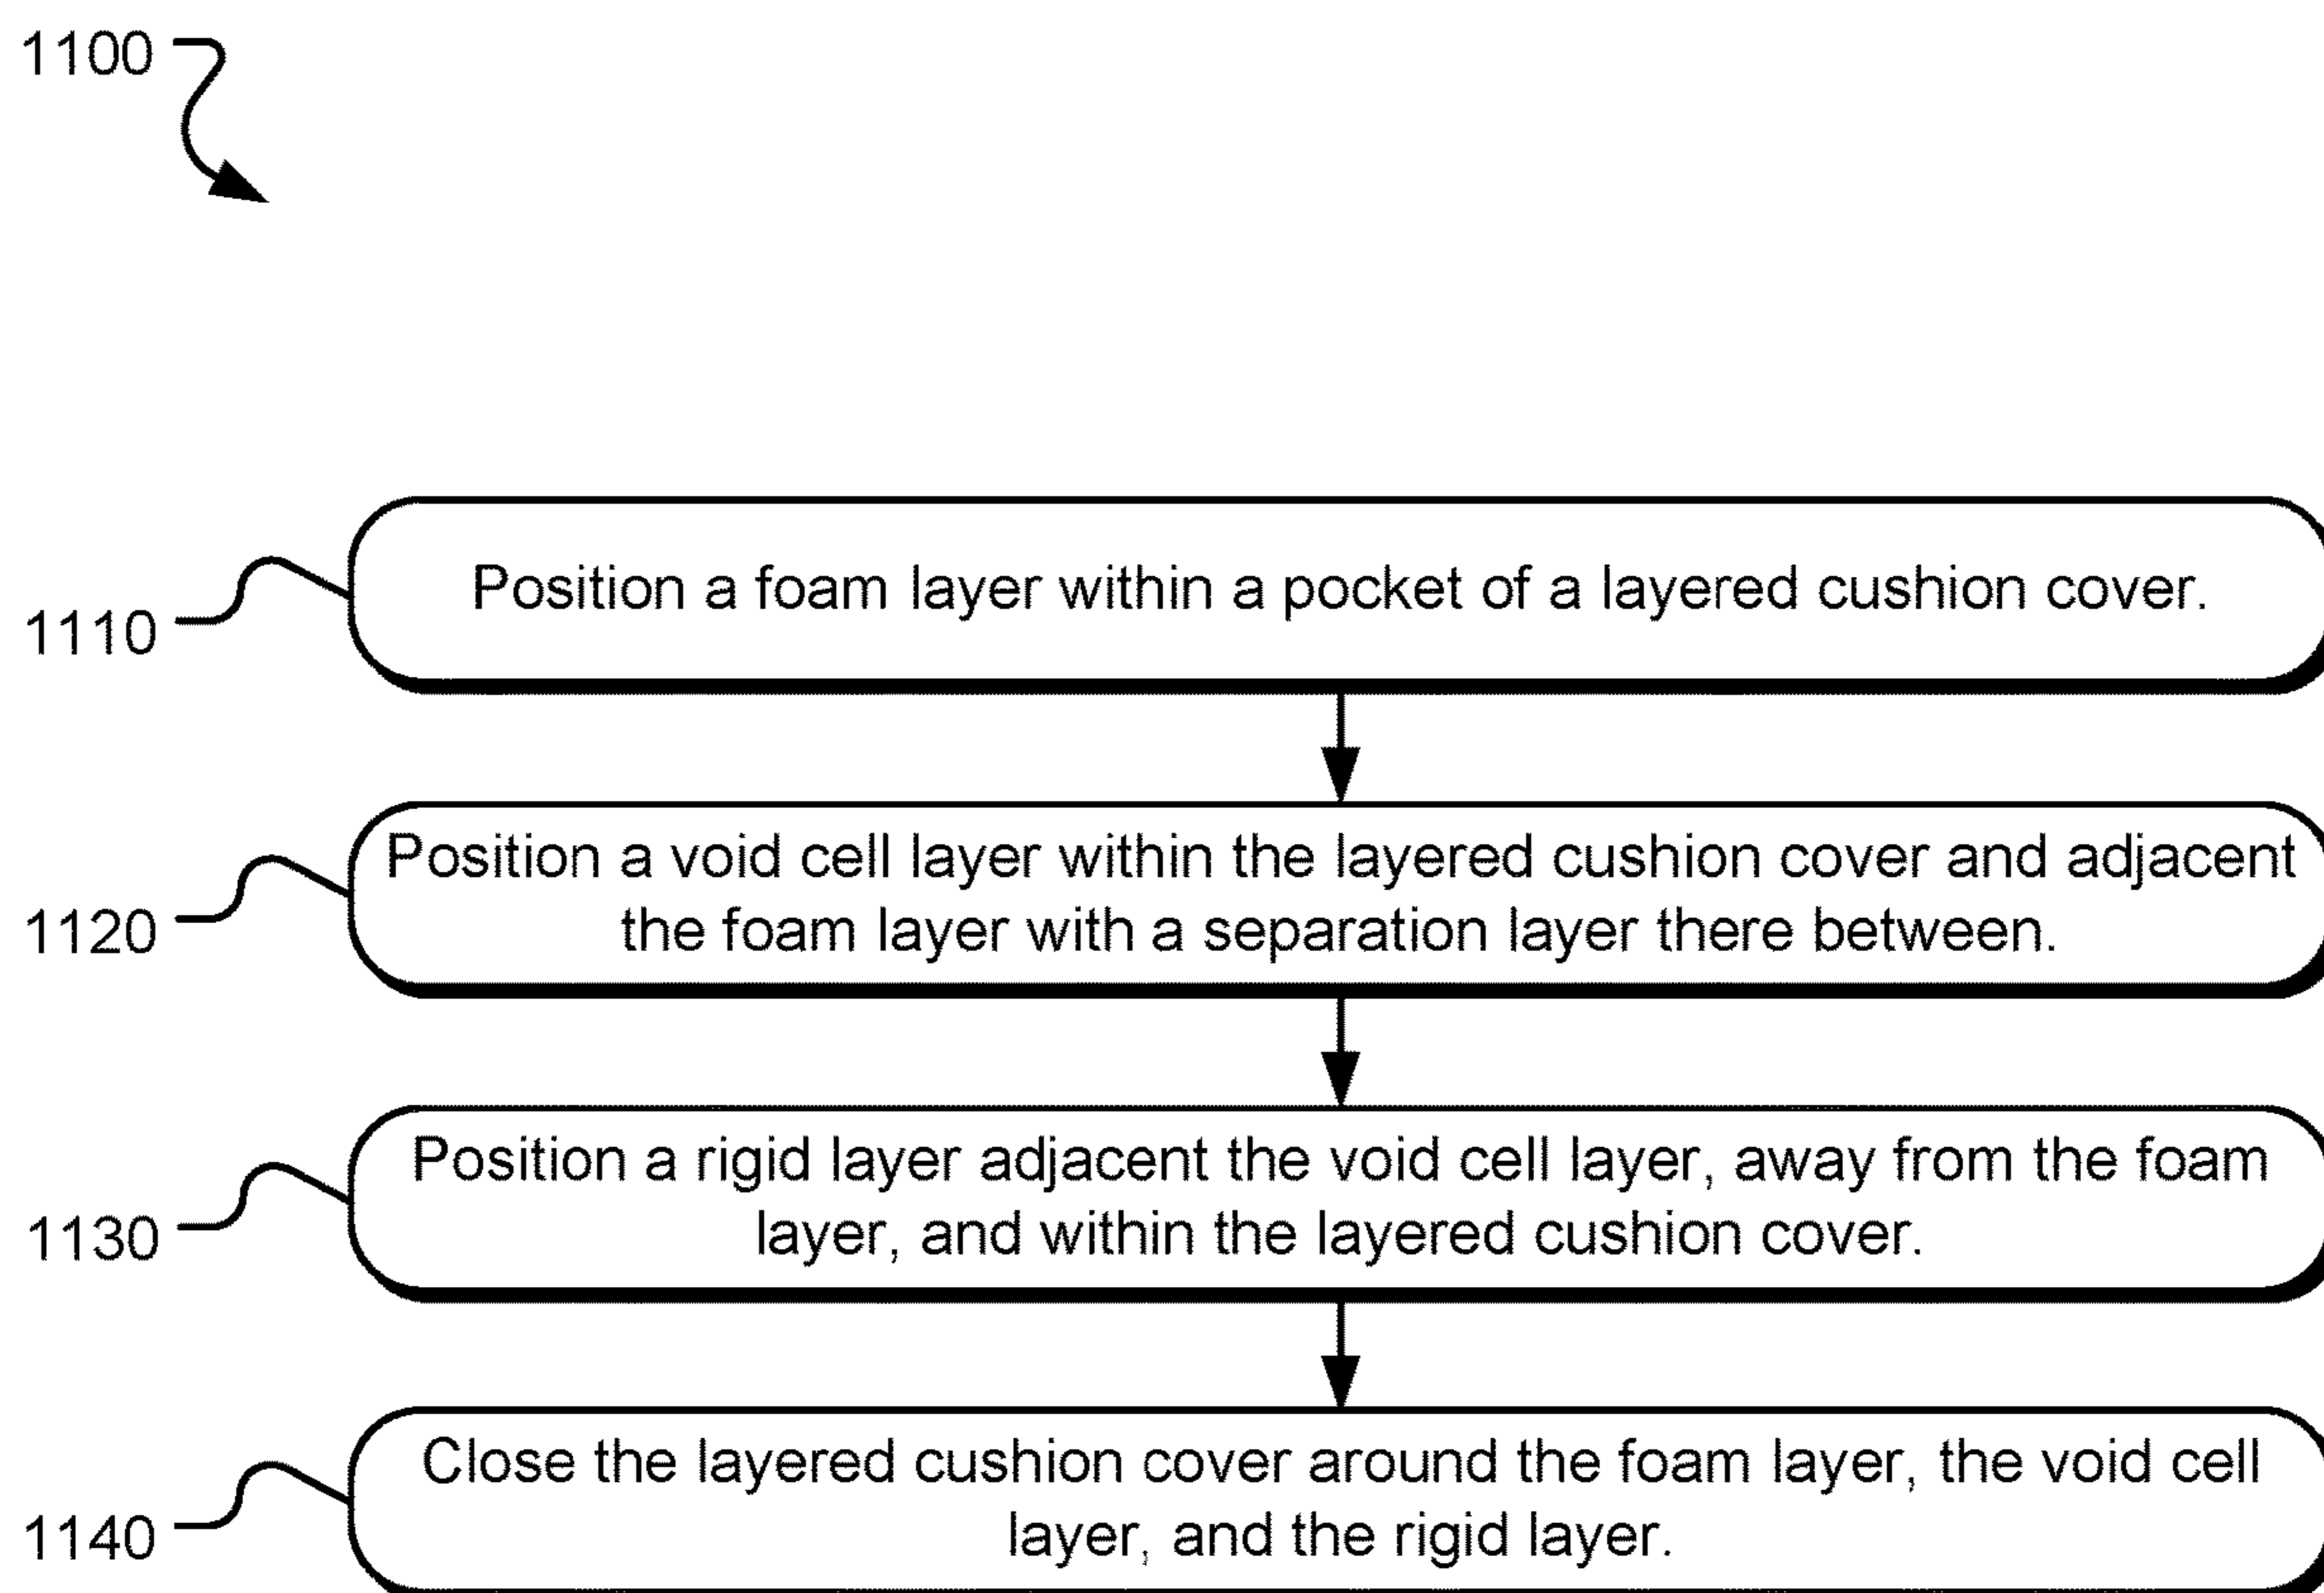 1100
1110
Position a foam layer within a pocket of a layered cushion cover.
1120
Position a void cell layer within the layered cushion cover and adjacent
the foam layer with a separation layer there between.
1130
Position a rigid layer adjacent the void cell layer, away from the foam
layer, and within the layered cushion cover.
1140
Close the layered cushion cover around the foam layer, the void cell
layer, and the rigid layer.